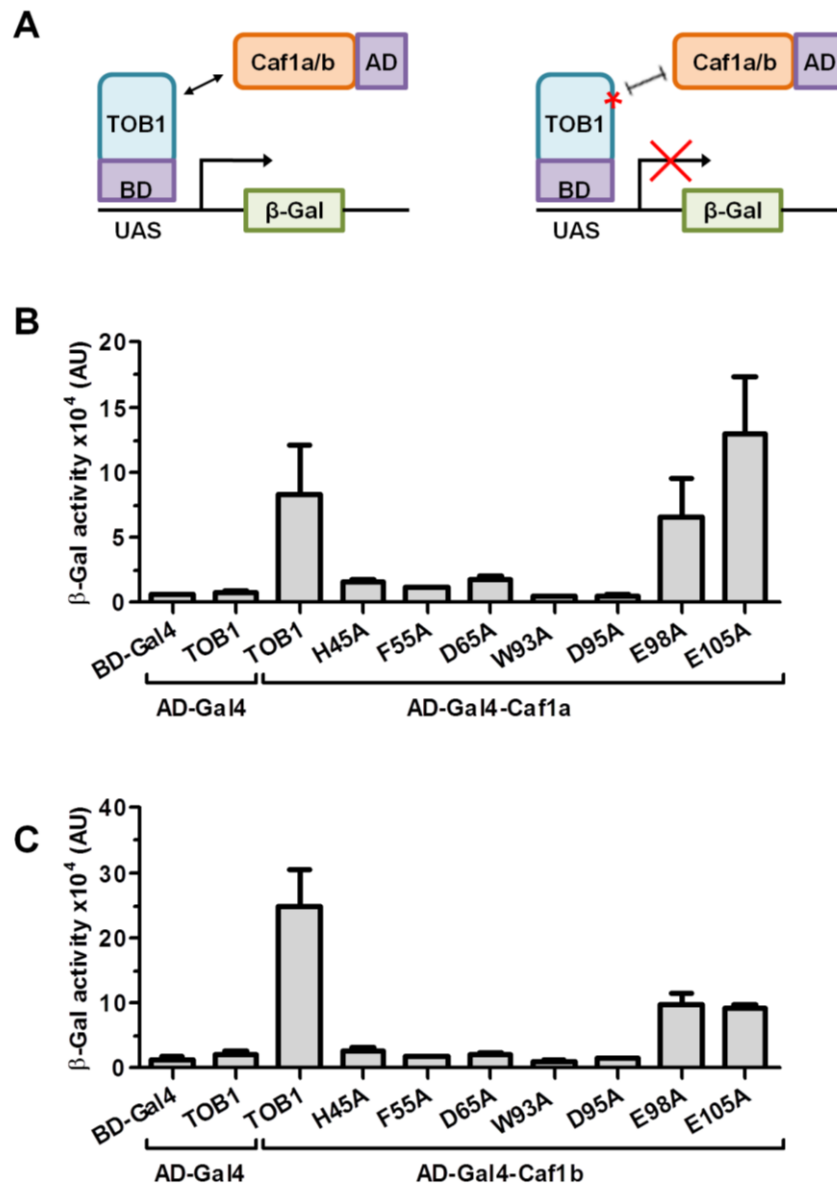 A
Caf1a/b AD
TOB1
BD
UAS
β-Gal
Caf1a/b AD
TOB1 *
BD
UAS
β-Gal
B
β-Gal activity x10⁴ (AU)
20
15
10
5
0
BD-Gal4 TOB1 TOB1 H45A F55A D65A W93A D95A E98A E105A
AD-Gal4 AD-Gal4-Caf1a
C
β-Gal activity x10⁴ (AU)
40
30
20
10
0
BD-Gal4 TOB1 TOB1 H45A F55A D65A W93A D95A E98A E105A
AD-Gal4 AD-Gal4-Caf1b